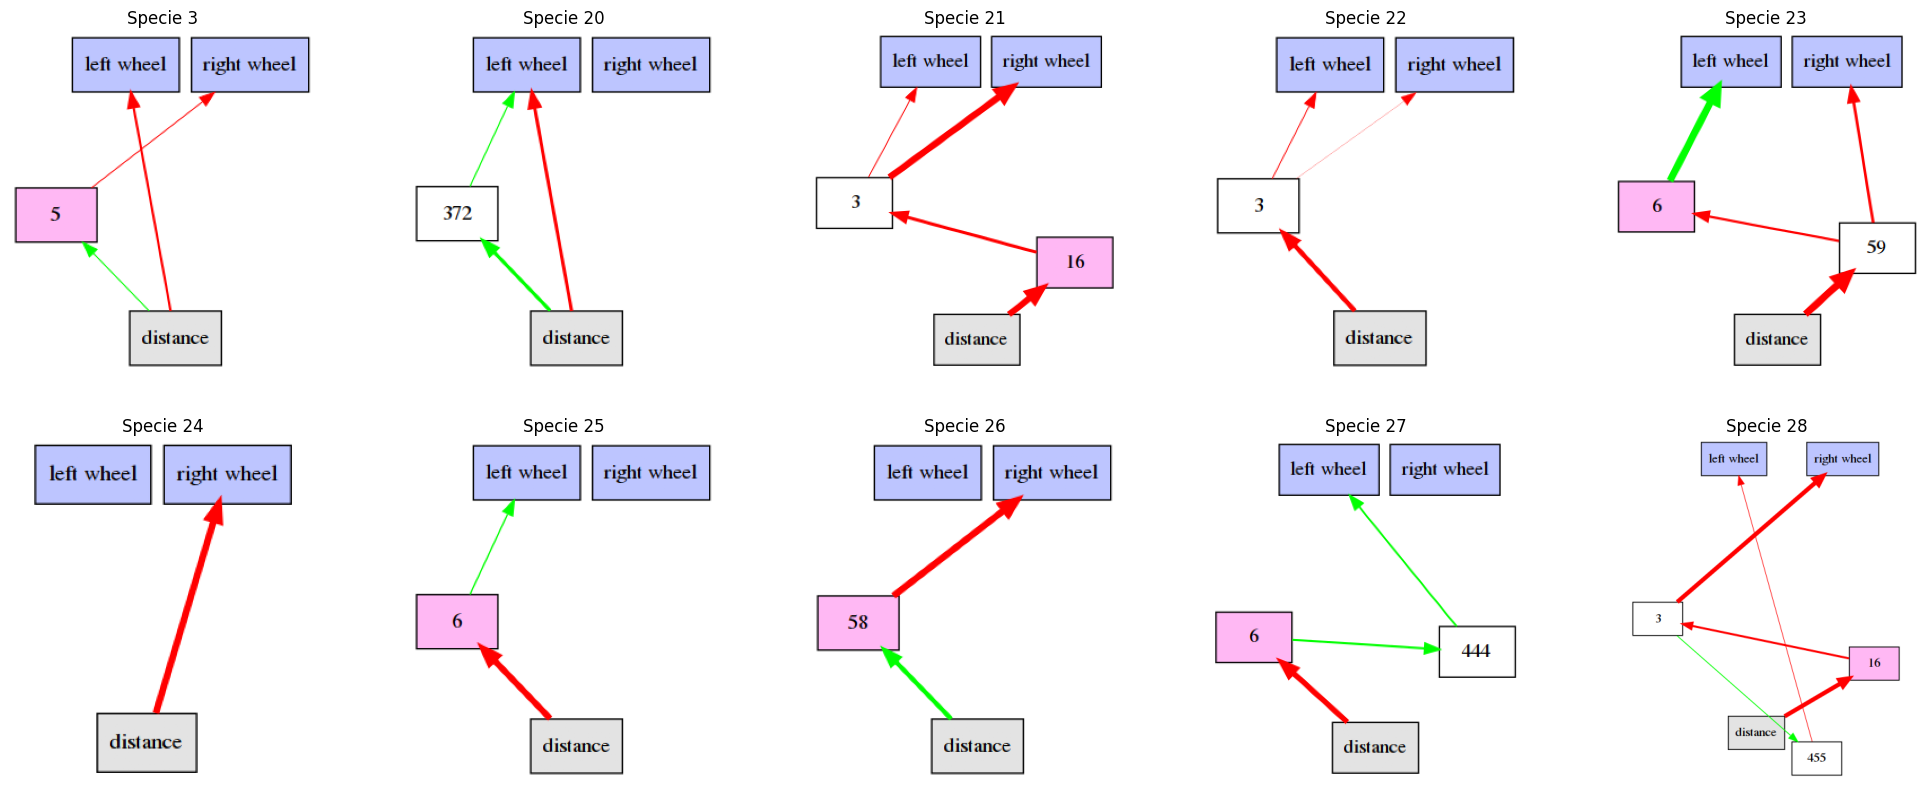 Specie 3
left wheel
right wheel
5
distance
Specie 20
left wheel
right wheel
372
distance
Specie 21
left wheel
right wheel
3
16
distance
Specie 22
left wheel
right wheel
3
distance
Specie 23
left wheel
right wheel
6
59
distance
Specie 24
left wheel
right wheel
distance
Specie 25
left wheel
right wheel
6
distance
Specie 26
left wheel
right wheel
58
distance
Specie 27
left wheel
right wheel
6
444
distance
Specie 28
left wheel
right wheel
3
16
distance
455